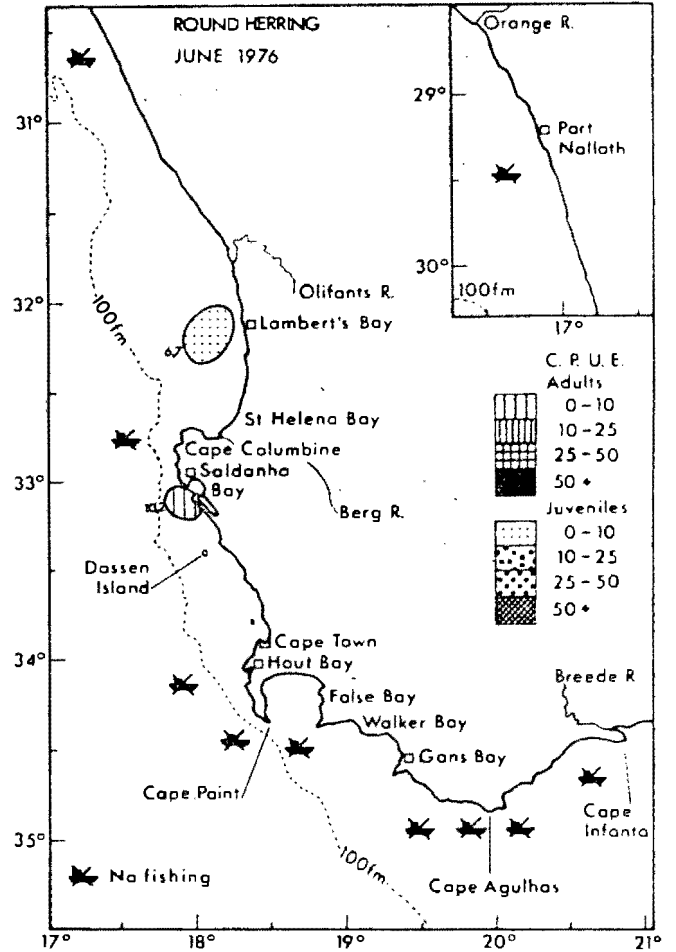 ROUND HERRING
JUNE 1976
Orange R.
29°
Port
Nolloth
30°
100fm
17°
31°
32°
33°
34°
35°
100fm
Olifants R.
Lambert's Bay
St Helena Bay
Cape Columbine
Saldanha
Bay
Berg R.
Dassen
Island
Cape Town
Hout Bay
False Bay
Walker Bay
Gans Bay
Breede R
Cape Point
Cape
Infanta
Cape Agulhas
100fm
No fishing
C. P. U. E.
Adults
0-10
10-25
25-50
50+
Juveniles
0-10
10-25
25-50
50+
17°
18°
19°
20°
21°